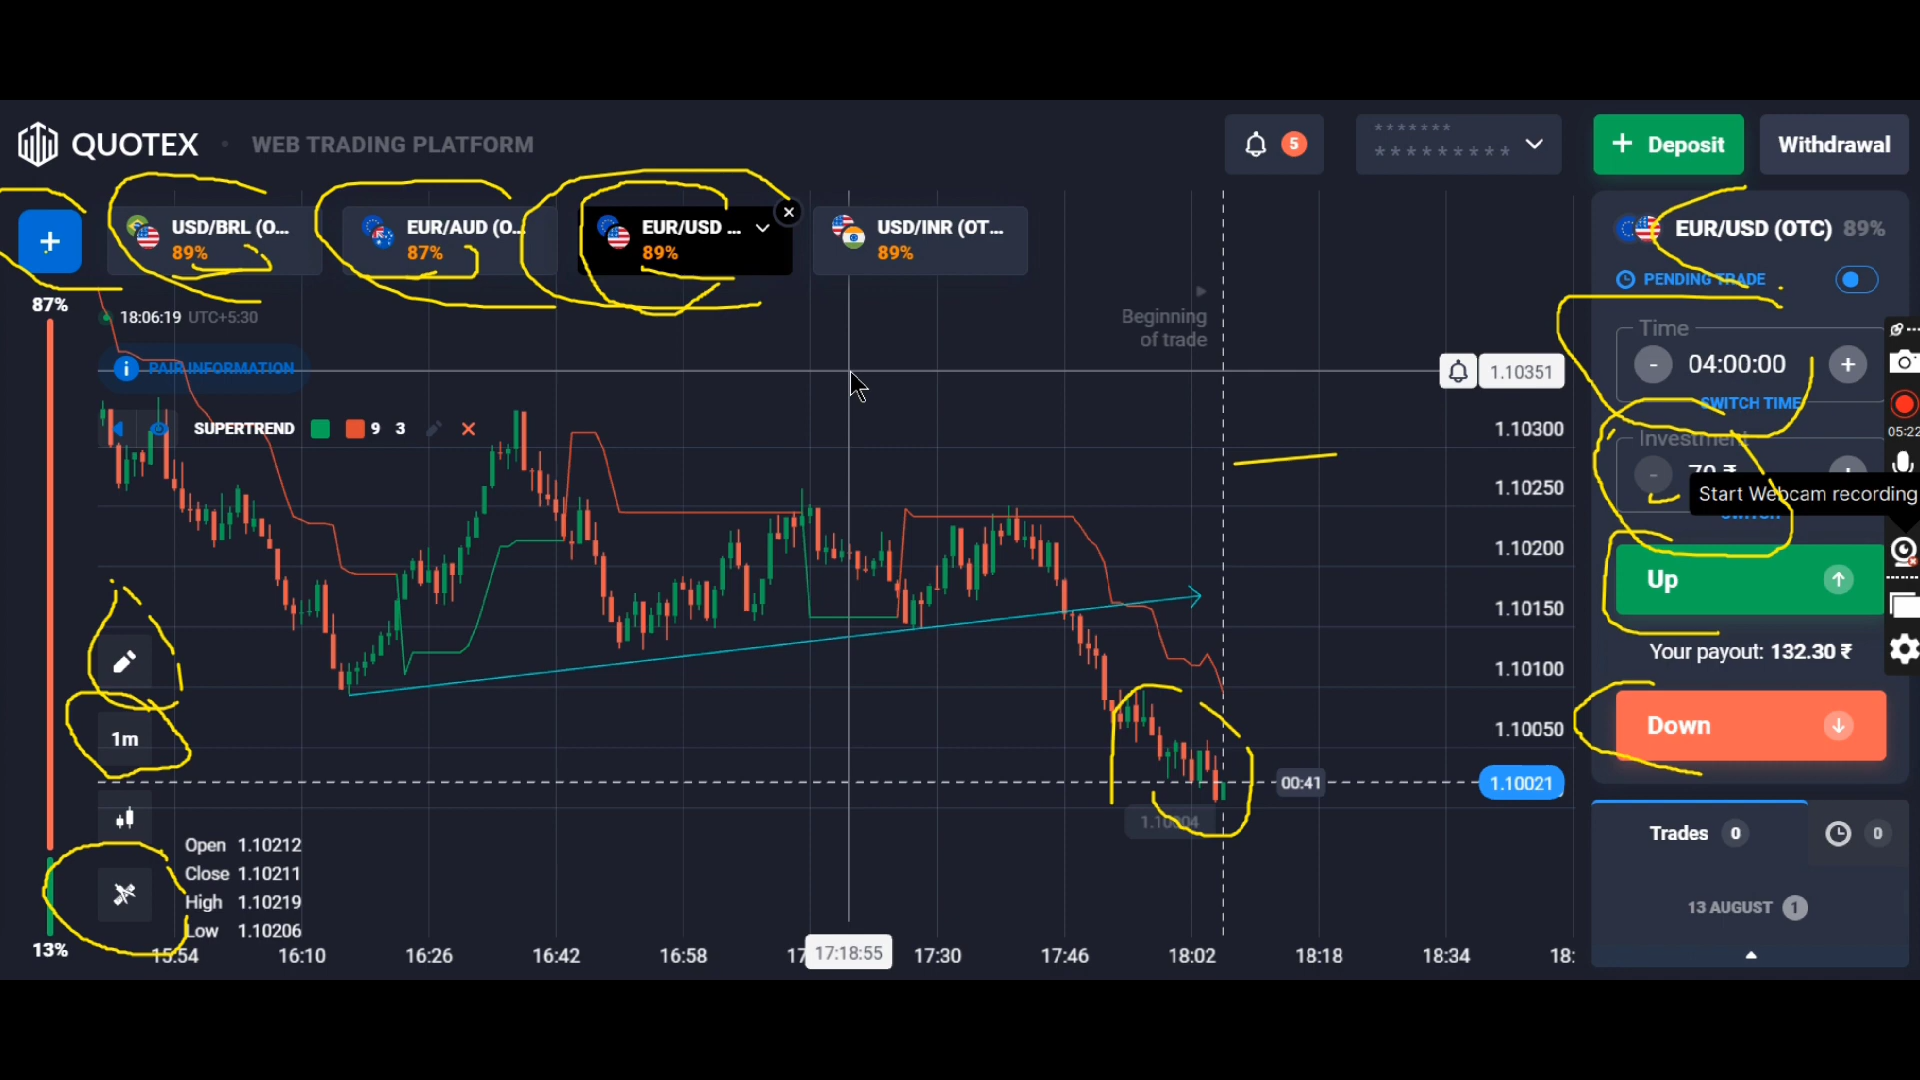 QUOTEX
WEB TRADING PLATFORM
5
*******
*********
+ Deposit
Withdrawal
+
USD/BRL (O...
89%
EUR/AUD (O...
87%
EUR/USD ...
89%
USD/INR (OT...
89%
EUR/USD (OTC) 89%
PENDING TRADE
87%
18:06:19 UTC+5:30
PAIR INFORMATION
Beginning
of trade
Time
- 04:00:00 +
SWITCH TIME
1.10351
SUPERTREND 9 3
1.10300
05:22
Investment
Start Webcam recording
SWITCH
1.10250
1.10200
Up
1.10150
Your payout: 132.30 ₹
1.10100
Down
1.10050
1m
00:41
1.10021
Trades 0
0
Open 1.10212
Close 1.10211
High 1.10219
Low 1.10206
13 AUGUST 1
13%
15:54
16:10
16:26
16:42
16:58
17:18:55
17:30
17:46
18:02
18:18
18:34
18: